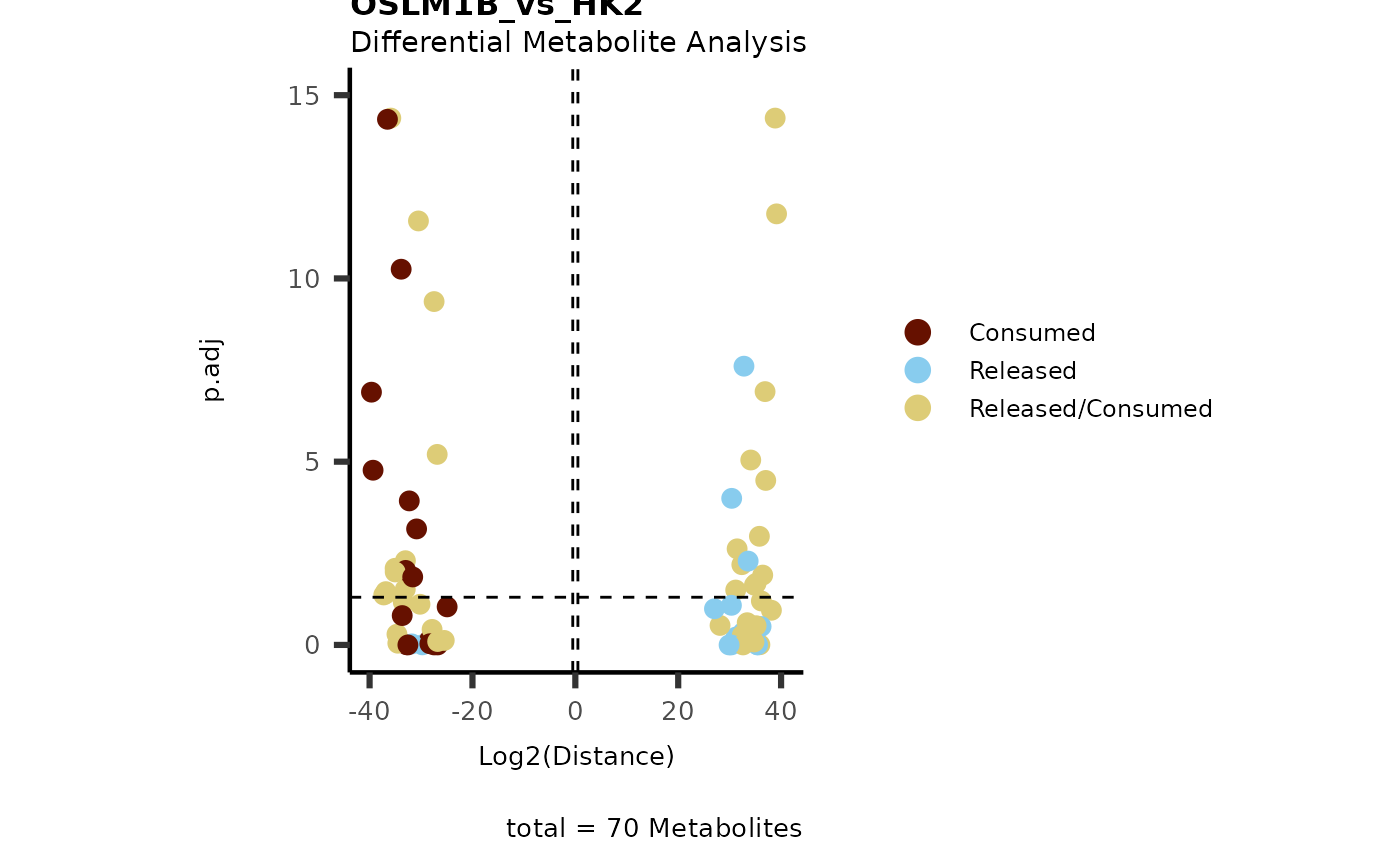 OSLM1B_vs_HK2
Differential Metabolite Analysis
15
10
5
0
p.adj
-40 -20 0 20 40
Log2(Distance)
Consumed
Released
Released/Consumed
total = 70 Metabolites